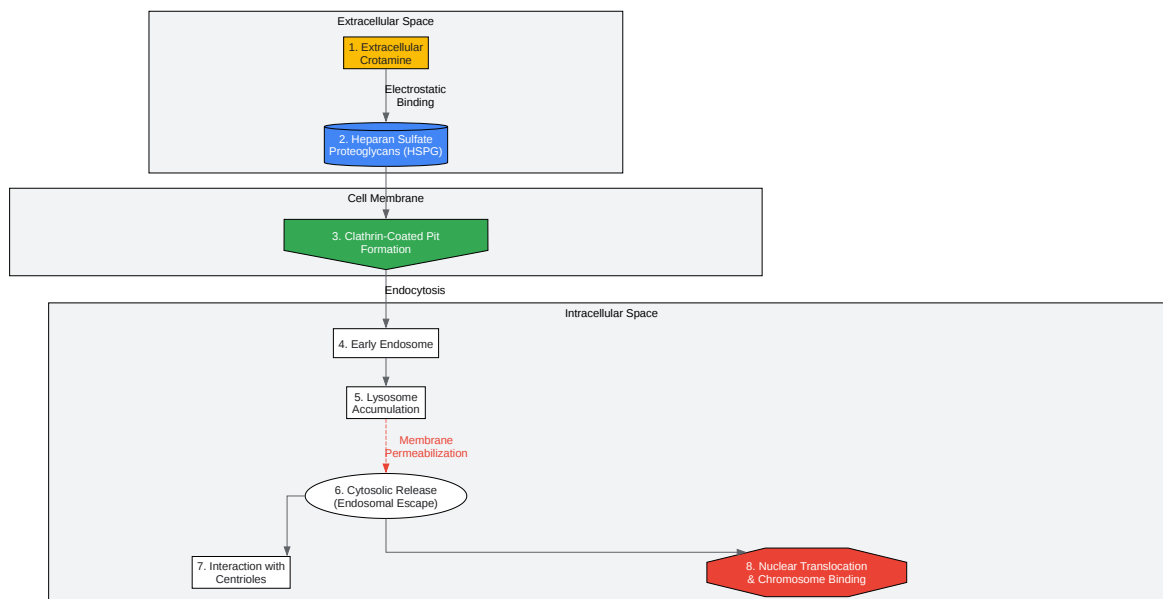 Extracellular Space
1. Extracellular
Crotamine
Electrostatic
Binding
2. Heparan Sulfate
Proteoglycans (HSPG)
Cell Membrane
3. Clathrin-Coated Pit
Formation
Endocytosis
Intracellular Space
4. Early Endosome
5. Lysosome
Accumulation
Membrane
Permeabilization
6. Cytosolic Release
(Endosomal Escape)
7. Interaction with
Centrioles
8. Nuclear Translocation
& Chromosome Binding